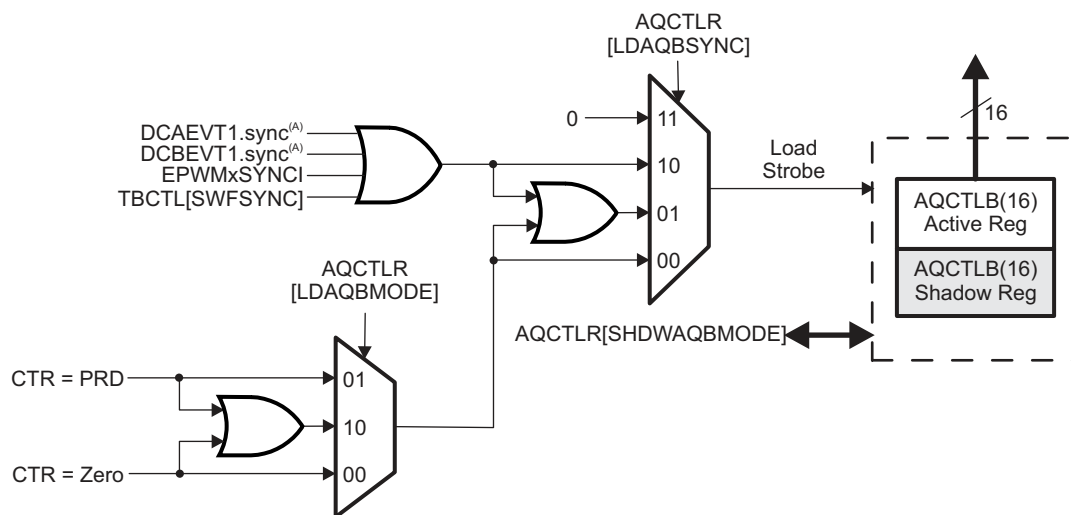 AQCTLR
[LDAQBSYNC]
16
DCAEVT1.sync(A)
DCBEVT1.sync(A)
EPWMxSYNCI
TBCTL[SWFSYNC]
0
11
10
01
00
Load
Strobe
AQCTLB(16)
Active Reg
AQCTLB(16)
Shadow Reg
AQCTLR
[LDAQBMODE]
AQCTLR[SHDWAQBMODE]
CTR = PRD
01
10
CTR = Zero
00